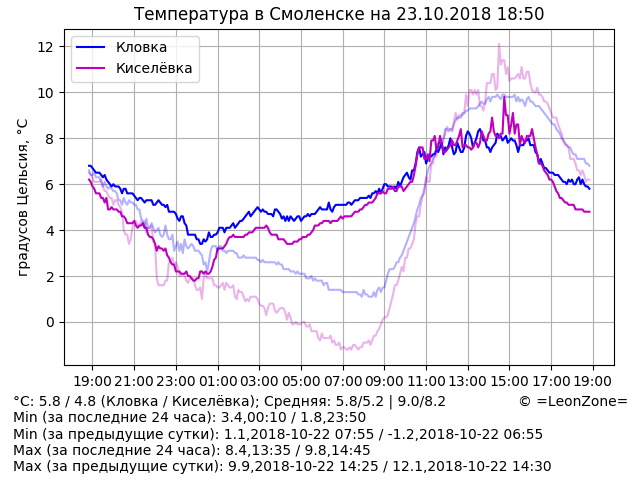 Температура в Смоленске на 23.10.2018 18:50
Кловка
Киселёвка
градусов Цельсия, °C
12
10
8
6
4
2
0
19:00 21:00 23:00 01:00 03:00 05:00 07:00 09:00 11:00 13:00 15:00 17:00 19:00
°C: 5.8 / 4.8 (Кловка / Киселёвка); Средняя: 5.8/5.2 | 9.0/8.2 © =LeonZone=
Min (за последние 24 часа): 3.4,00:10 / 1.8,23:50
Min (за предыдущие сутки): 1.1,2018-10-22 07:55 / -1.2,2018-10-22 06:55
Max (за последние 24 часа): 8.4,13:35 / 9.8,14:45
Max (за предыдущие сутки): 9.9,2018-10-22 14:25 / 12.1,2018-10-22 14:30